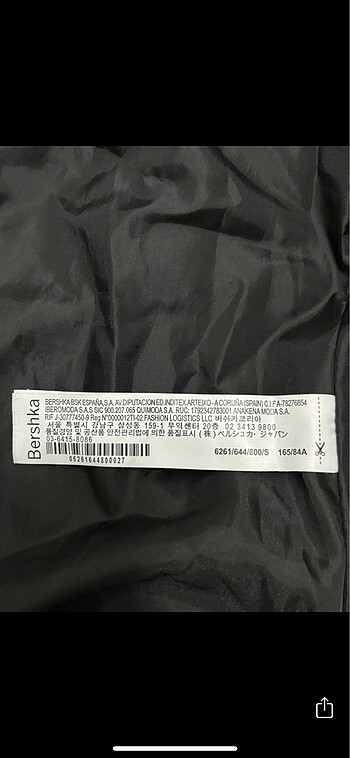 Bershka
BERSHKA BSK ESPAÑA,S.A. AV.DIPUTACION ED.INDITEX ARTEIXO - A CORUÑA (SPAIN) C.I.F A-78276854
IBEROMODA S.A.S SIC 900.207.065 QUIMODA S.A. RUC: 1792342783001 ANAKENA MODA S.A.
RIF J-30777450-9 Reg N°0000012TI-02 FASHION LOGISTICS LLC 버쉬카코리아
서울 특별시 강남구 삼성동 159-1 무역센터 20층 02 3413 9800
품질경영 및 공산품 안전관리법에 의한 품질표시 (株) ベルシュカ· ジャパン
03-6415-8086
06261644800027
6261/644/800/S 165/84A